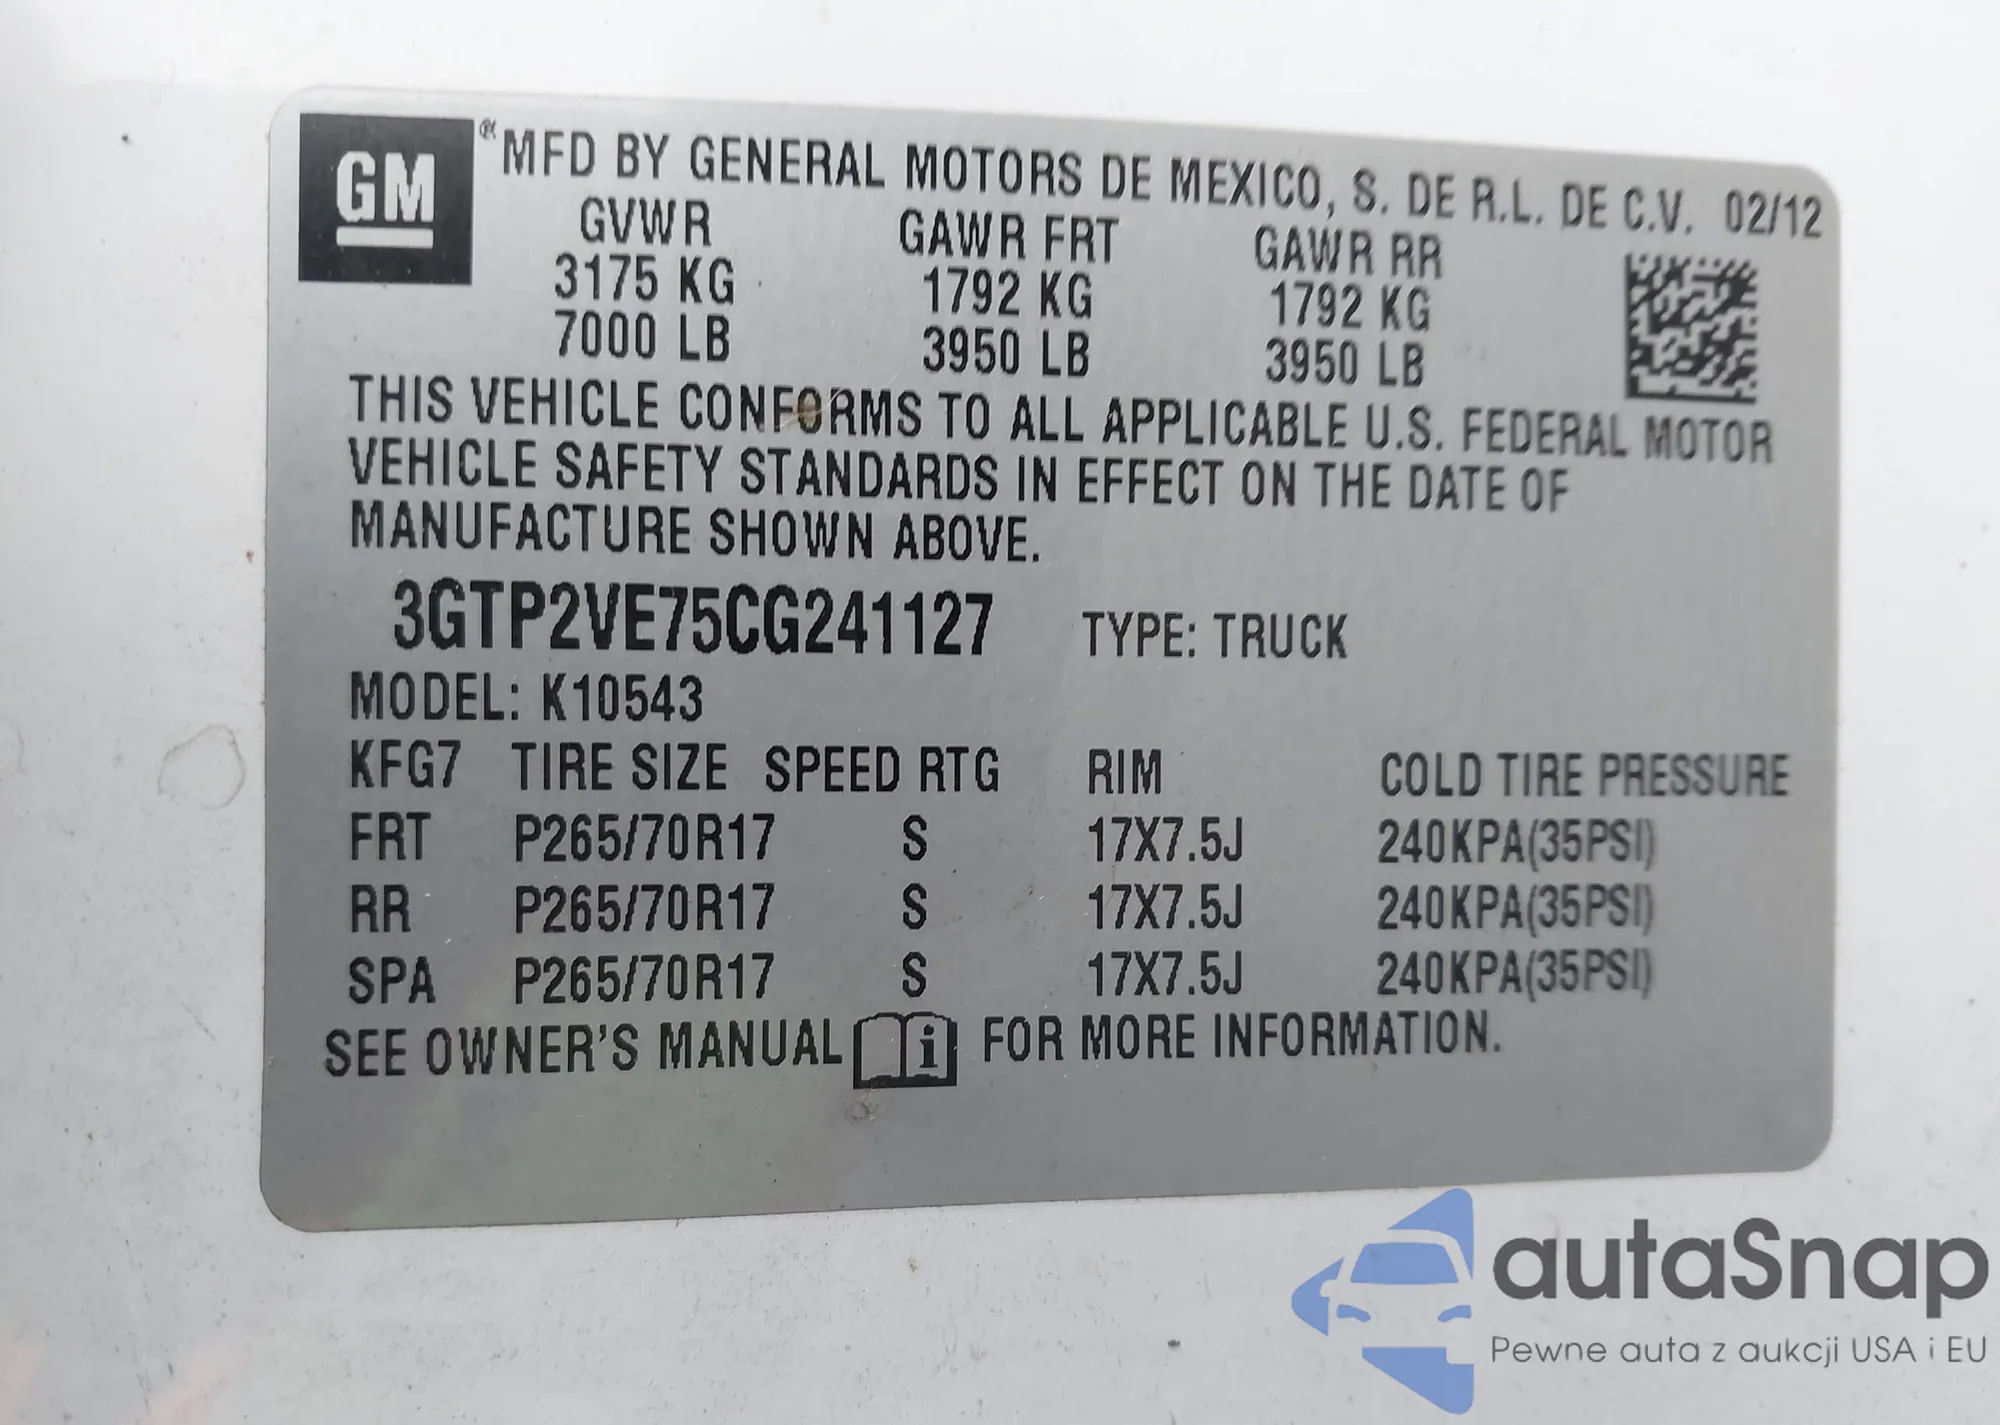 GM ® MFD BY GENERAL MOTORS DE MEXICO, S. DE R.L. DE C.V. 02/12
GVWR GAWR FRT GAWR RR
3175 KG 1792 KG 1792 KG
7000 LB 3950 LB 3950 LB
THIS VEHICLE CONFORMS TO ALL APPLICABLE U.S. FEDERAL MOTOR
VEHICLE SAFETY STANDARDS IN EFFECT ON THE DATE OF
MANUFACTURE SHOWN ABOVE.
3GTP2VE75CG241127 TYPE: TRUCK
MODEL: K10543
KFG7 TIRE SIZE SPEED RTG RIM COLD TIRE PRESSURE
FRT P265/70R17 S 17X7.5J 240KPA(35PSI)
RR P265/70R17 S 17X7.5J 240KPA(35PSI)
SPA P265/70R17 S 17X7.5J 240KPA(35PSI)
SEE OWNER'S MANUAL i FOR MORE INFORMATION.
autaSnap
Pewne auta z aukcji USA i EU